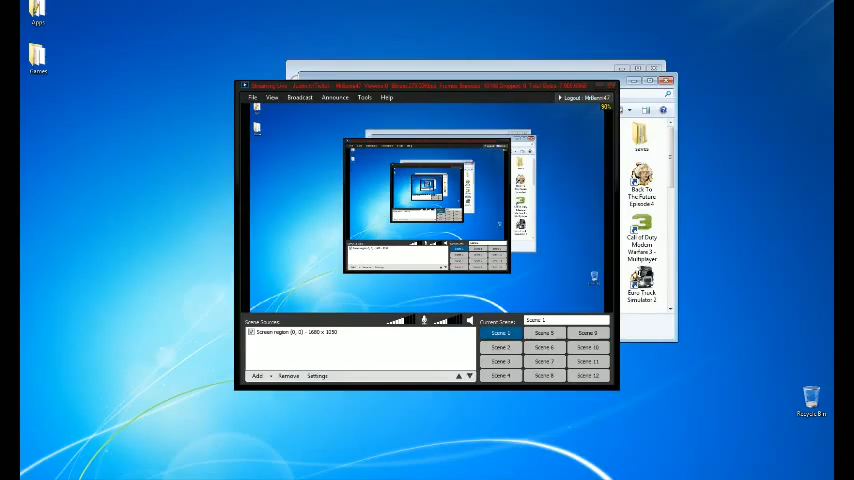 Apps
Games
File View Broadcast Announce Tools Help
Logout : MrBenn47
90%
saves
Back To
The Future
Episode 4
Call of Duty
Modern
Warfare 3 -
Multiplayer
Euro Truck
Simulator 2
Scene Sources:
Screen region (0, 0) - 1680 x 1050
Add Remove Settings
Current Scene: Scene 1
Scene 1 Scene 5 Scene 9
Scene 2 Scene 6 Scene 10
Scene 3 Scene 7 Scene 11
Scene 4 Scene 8 Scene 12
Recycle Bin